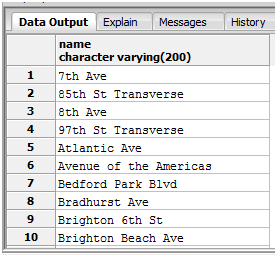 Data Output Explain Messages History
name
character varying(200)
1 7th Ave
2 85th St Transverse
3 8th Ave
4 97th St Transverse
5 Atlantic Ave
6 Avenue of the Americas
7 Bedford Park Blvd
8 Bradhurst Ave
9 Brighton 6th St
10 Brighton Beach Ave